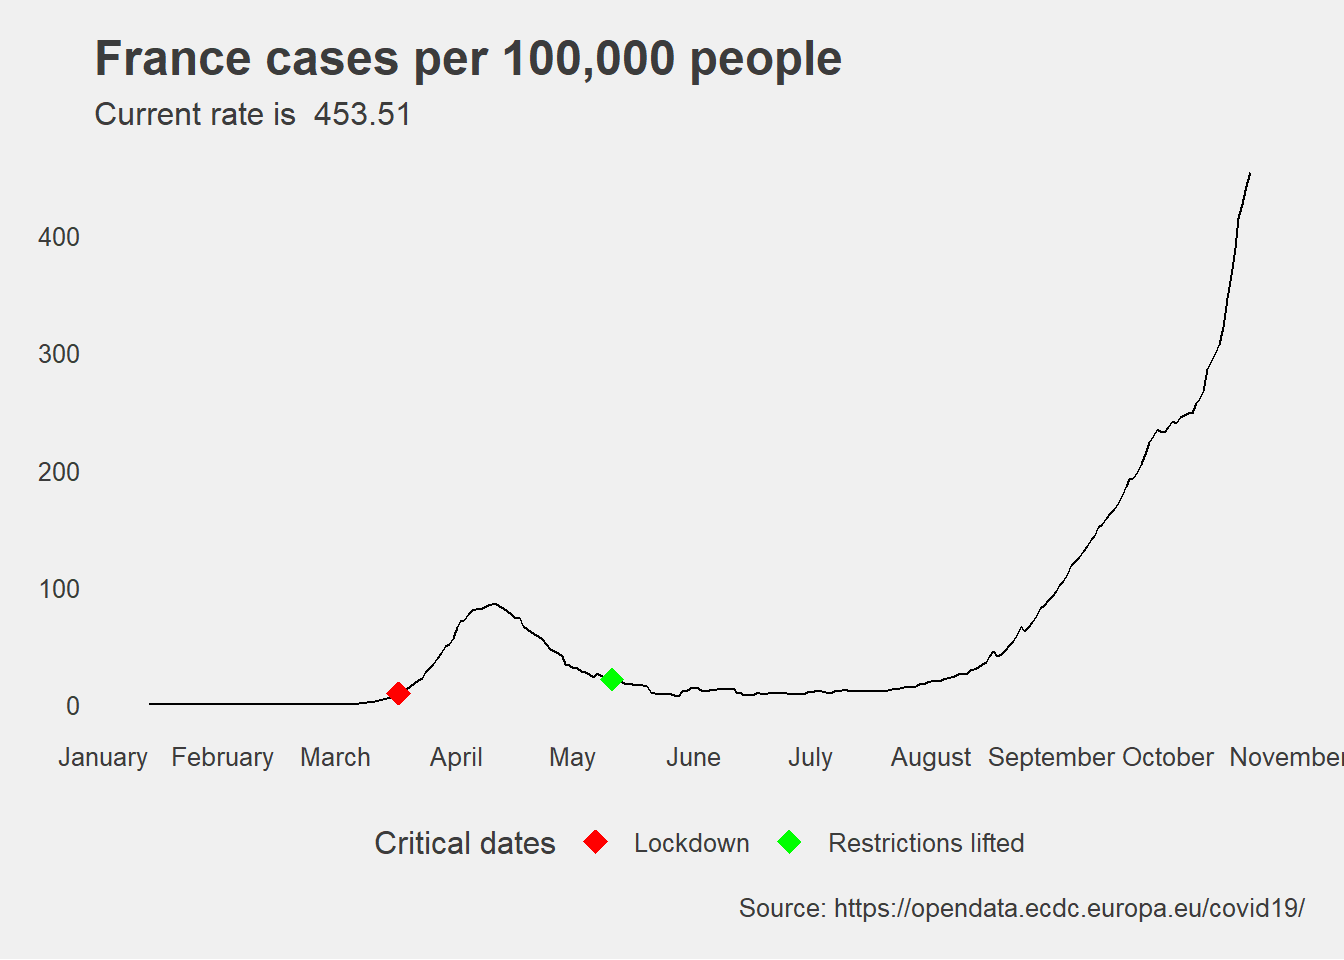 France cases per 100,000 people
Current rate is  453.51
400
300
200
100
0
January February March April May June July August September October November
Critical dates Lockdown Restrictions lifted
Source: https://opendata.ecdc.europa.eu/covid19/